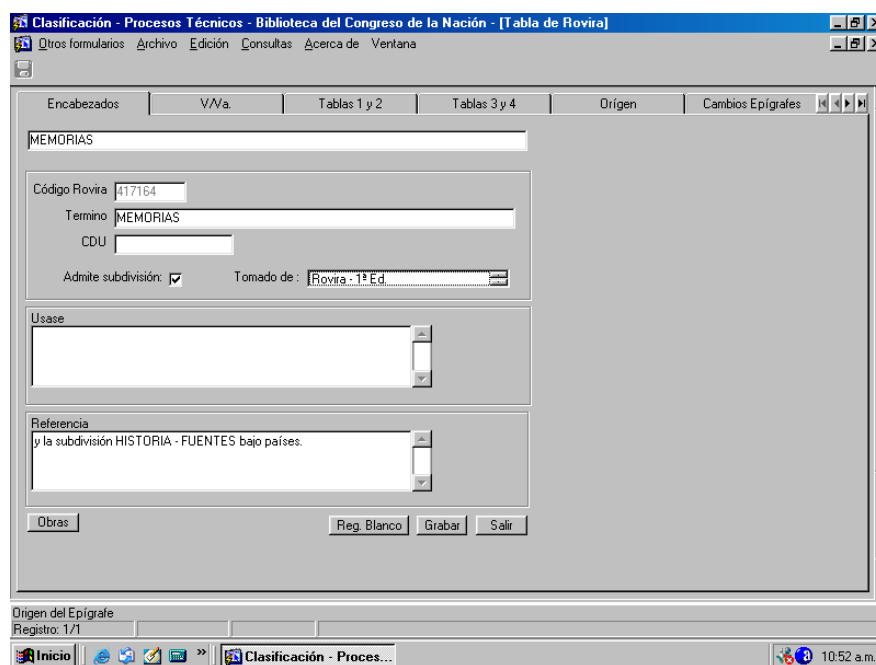 Clasificación - Procesos Técnicos - Biblioteca del Congreso de la Nación - [Tabla de Rovira]
Otros formularios Archivo Edición Consultas Acerca de Ventana
Encabezados V/Va. Tablas 1 y 2 Tablas 3 y 4 Orígen Cambios Epígrafes
MEMORIAS
Código Rovira 417164
Termino MEMORIAS
CDU
Admite subdivisión: Tomado de : Rovira - 1ª Ed.
Usase
Referencia
y la subdivisión HISTORIA - FUENTES bajo países.
Obras Reg. Blanco Grabar Salir
Origen del Epígrafe
Registro: 1/1
Inicio » Clasificación - Proces... 10:52 a.m.